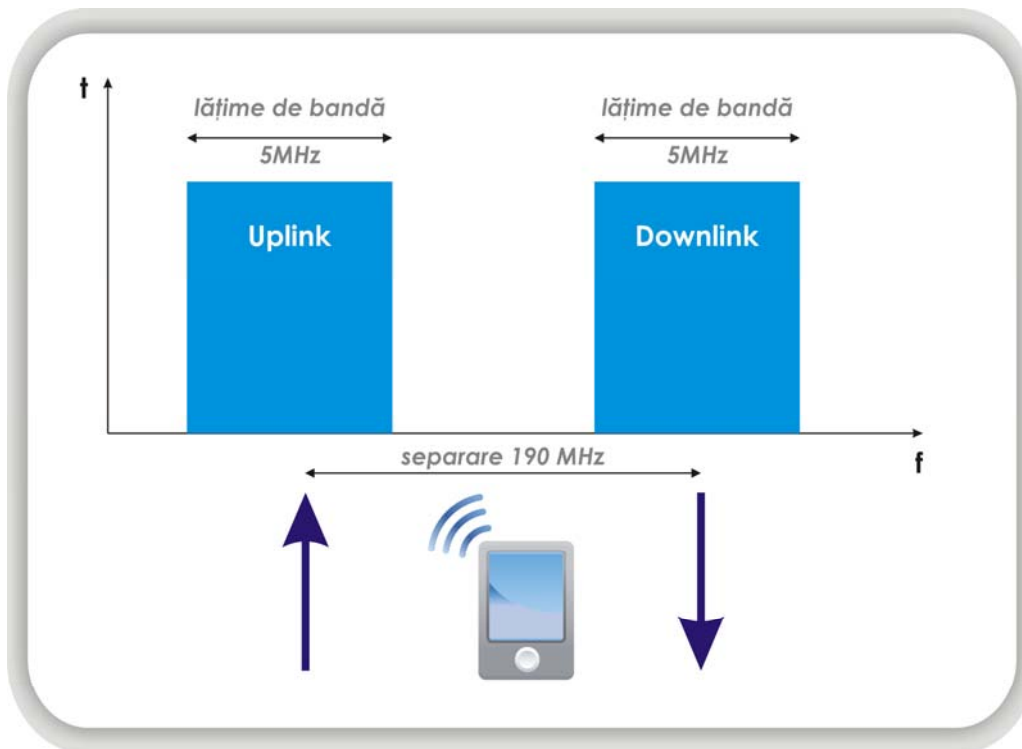 t
lățime de bandă
5MHz
lățime de bandă
5MHz
Uplink
Downlink
separare 190 MHz
f